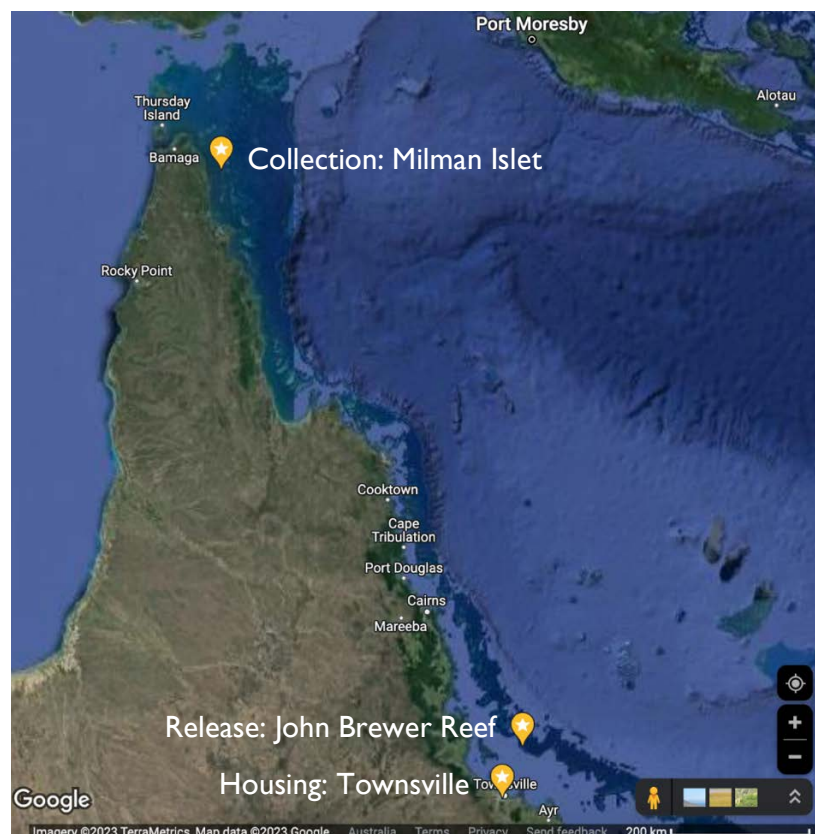 Port Moresby
Alotau
Thursday
Island
Bamaga
Collection: Milman Islet
Rocky Point
Cooktown
Cape
Tribulation
Port Douglas
Cairns
Mareeba
Release: John Brewer Reef
Housing: Townsville
Ayr
Google
Imagery ©2023 TerraMetrics, Map data ©2023 Google Australia Terms Privacy Send feedback 200 km